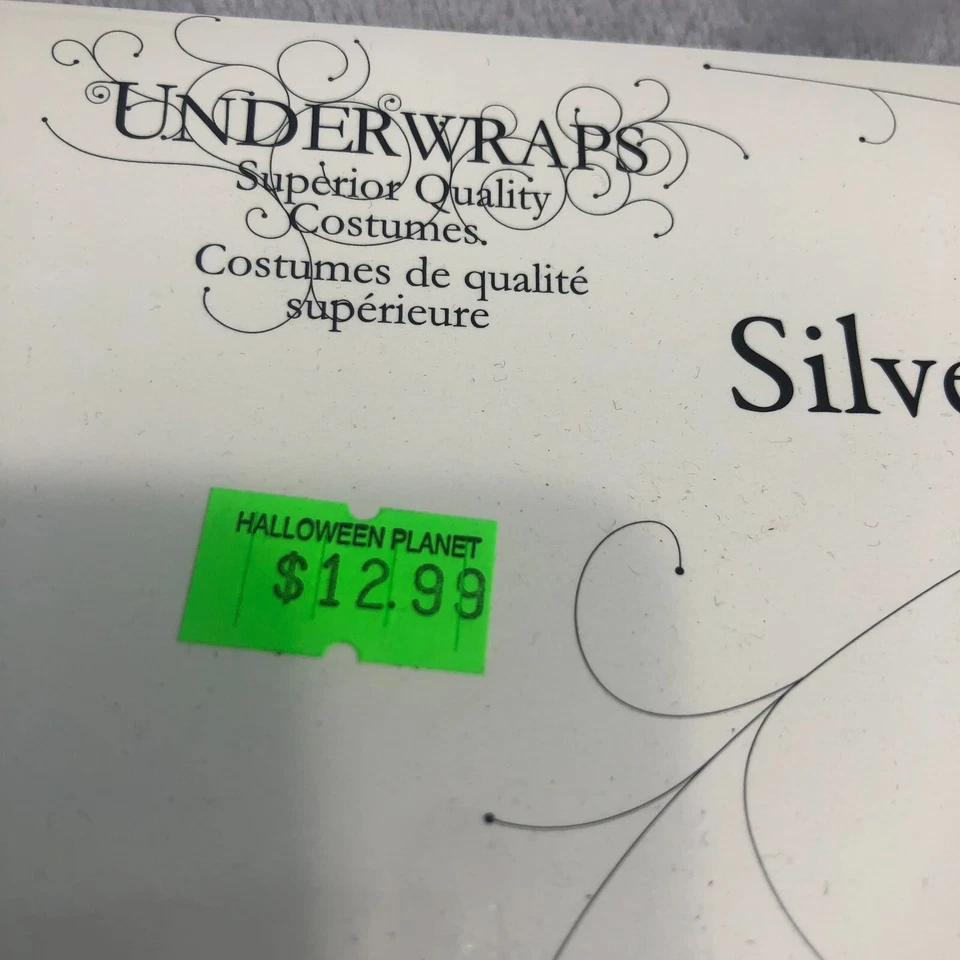 UNDERWRAPS
Superior Quality
Costumes.
Costumes de qualité
supérieure
Silve
HALLOWEEN PLANET
$12.99